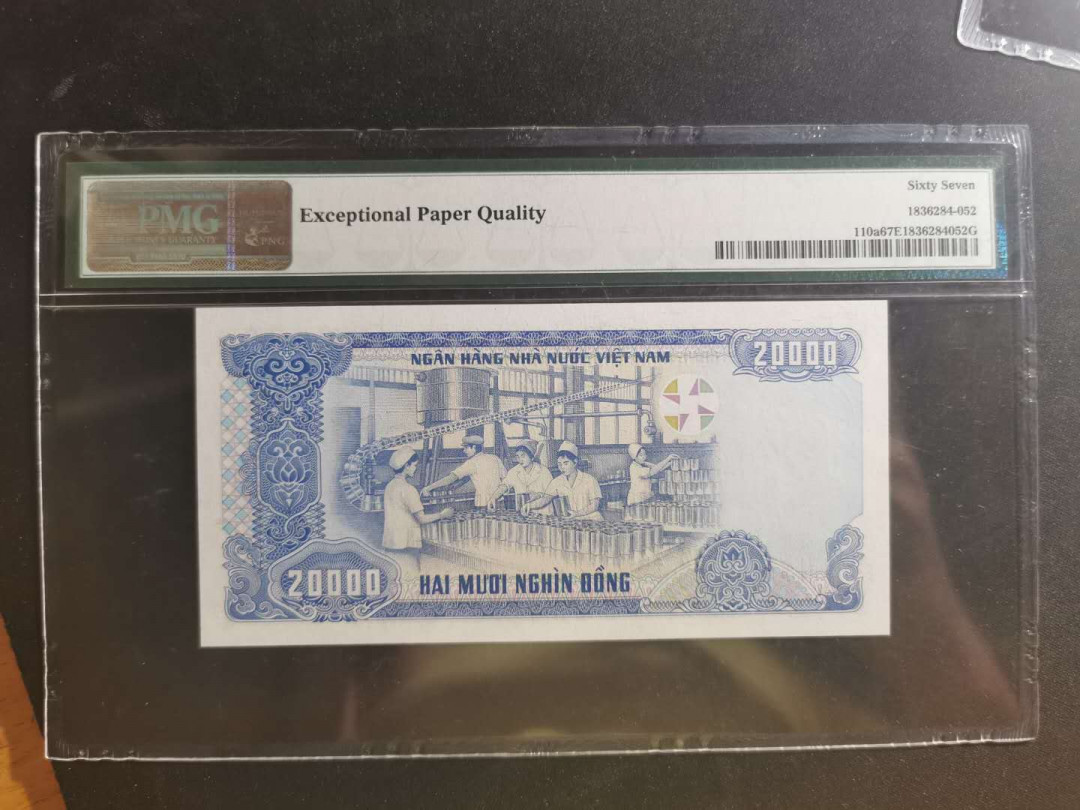 PMG
PNG
Exceptional Paper Quality
Sixty Seven
1836284-052
110a67E1836284052G
NGÂN HÀNG NHÀ NƯỚC VIỆT NAM
20000
20000
HAI MƯƠI NGHÌN ĐỒNG